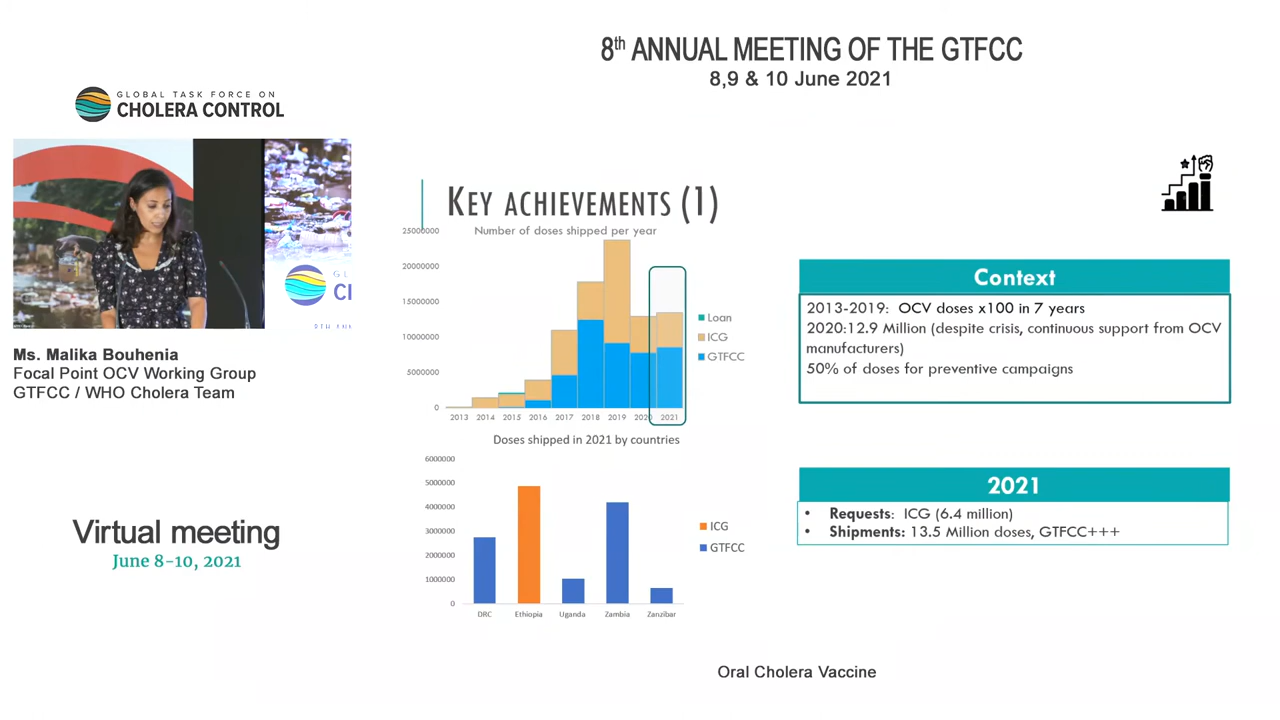 8th ANNUAL MEETING OF THE GTFCC
8,9 & 10 June 2021
GLOBAL TASK FORCE ON
CHOLERA CONTROL
GL
CI
Ms. Malika Bouhenia
Focal Point OCV Working Group
GTFCC / WHO Cholera Team
Virtual meeting
June 8-10, 2021
KEY ACHIEVEMENTS (1)
Number of doses shipped per year
25000000
20000000
15000000
10000000
5000000
0
2013 2014 2015 2016 2017 2018 2019 2020 2021
Loan
ICG
GTFCC
Doses shipped in 2021 by countries
6000000
5000000
4000000
3000000
2000000
1000000
0
DRC Ethiopia Uganda Zambia Zanzibar
ICG
GTFCC
Context
2013-2019: OCV doses x100 in 7 years
2020:12.9 Million (despite crisis, continuous support from OCV
manufacturers)
50% of doses for preventive campaigns
2021
• Requests: ICG (6.4 million)
• Shipments: 13.5 Million doses, GTFCC+++
Oral Cholera Vaccine